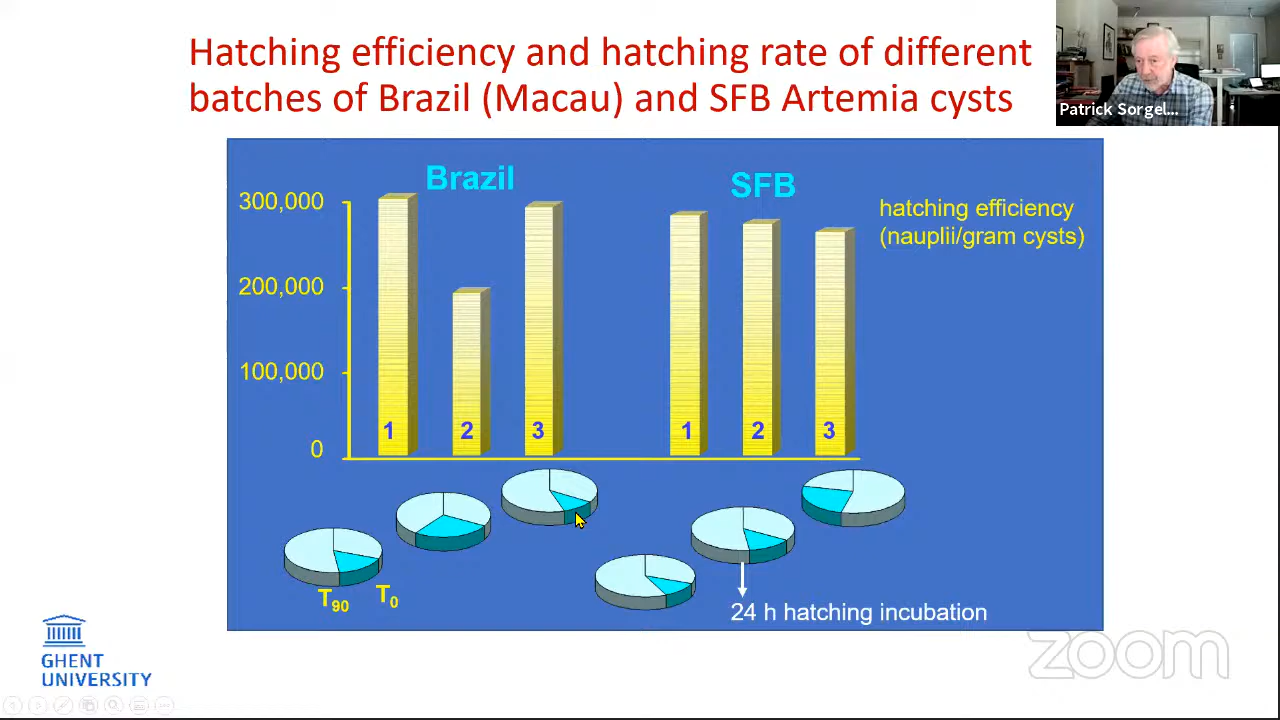 Hatching efficiency and hatching rate of different
batches of Brazil (Macau) and SFB Artemia cysts
Patrick Sorgel...
Brazil
SFB
hatching efficiency
(nauplii/gram cysts)
300,000
200,000
100,000
0
1
2
3
1
2
3
T90
T0
24 h hatching incubation
GHENT
UNIVERSITY
zoom